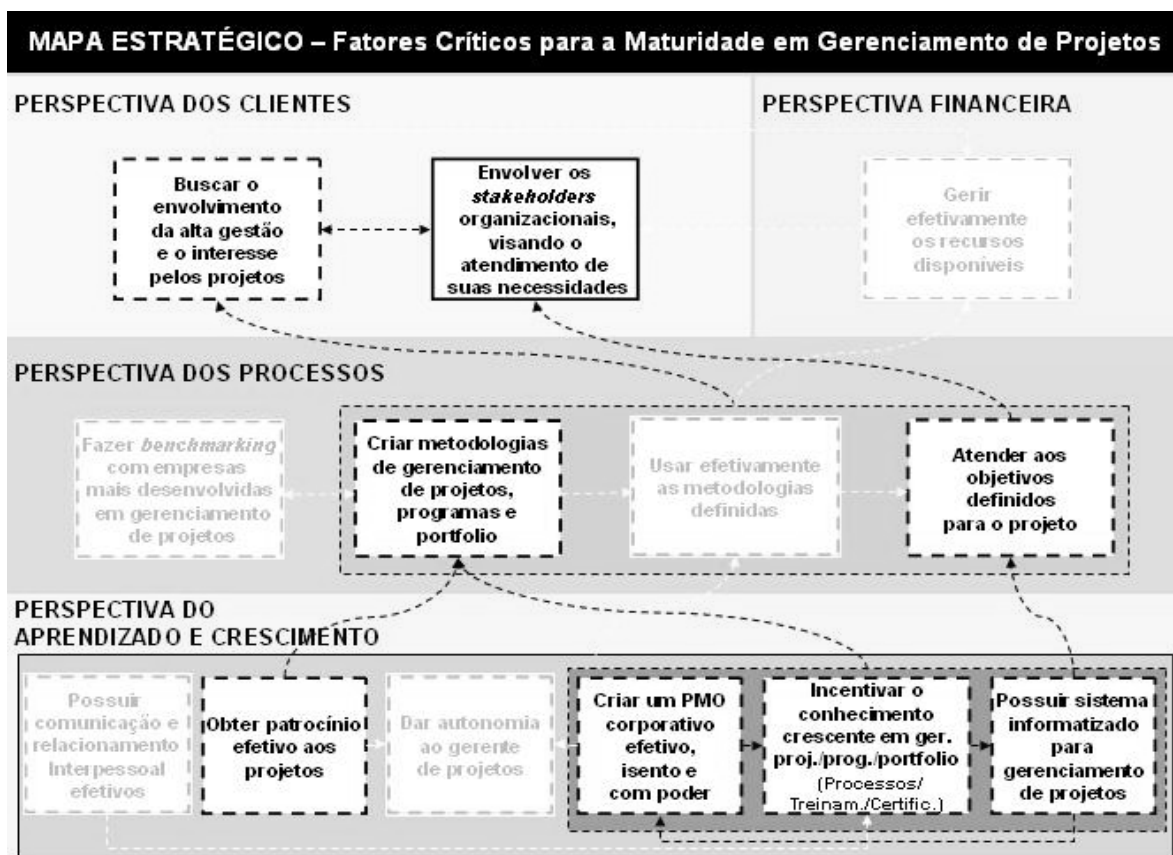 MAPA ESTRATÉGICO – Fatores Críticos para a Maturidade em Gerenciamento de Projetos
PERSPECTIVA DOS CLIENTES
PERSPECTIVA FINANCEIRA
Buscar o
envolvimento
da alta gestão
e o interesse
pelos projetos
Envolver os
stakeholders
organizacionais,
visando o
atendimento de
suas necessidades
Gerir
efetivamente
os recursos
disponíveis
PERSPECTIVA DOS PROCESSOS
Fazer benchmarking
com empresas
mais desenvolvidas
em gerenciamento
de projetos
Criar metodologias
de gerenciamento
de projetos,
programas e
portfolio
Usar efetivamente
as metodologias
definidas
Atender aos
objetivos
definidos
para o projeto
PERSPECTIVA DO
APRENDIZADO E CRESCIMENTO
Possuir
comunicação e
relacionamento
Interpessoal
efetivos
Obter patrocínio
efetivo aos
projetos
Dar autonomia
ao gerente
de projetos
Criar um PMO
corporativo
efetivo,
isento e
com poder
Incentivar o
conhecimento
crescente em ger.
proj./prog./portfolio
(Processos/
Treinam./Certific.)
Possuir sistema
informatizado
para
gerenciamento
de projetos